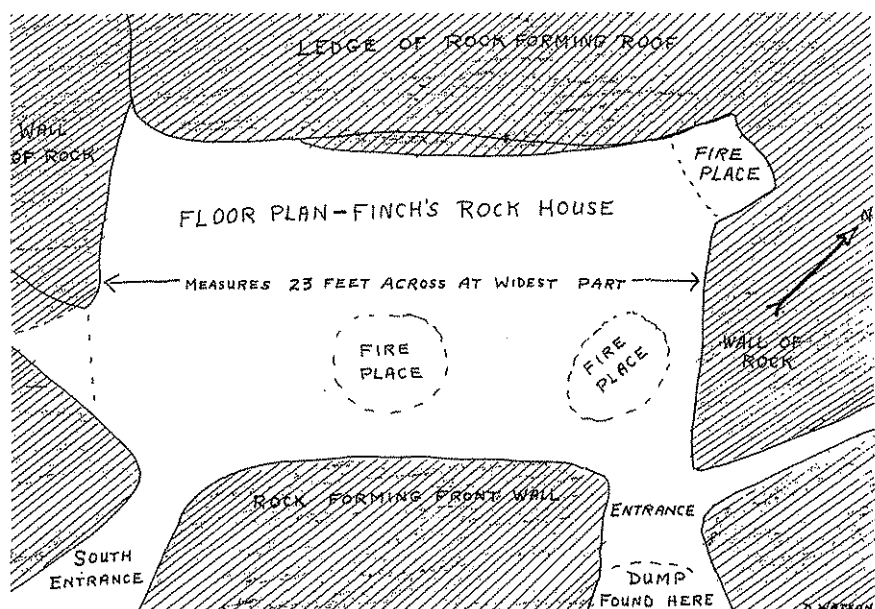 LEDGE OF ROCK FORMING ROOF
WALL
OF ROCK
FIRE
PLACE
FLOOR PLAN-FINCH'S ROCK HOUSE
N
MEASURES 23 FEET ACROSS AT WIDEST PART
FIRE
PLACE
FIRE
PLACE
WALL OF
ROCK
ROCK FORMING FRONT WALL
ENTRANCE
SOUTH
ENTRANCE
DUMP
FOUND HERE